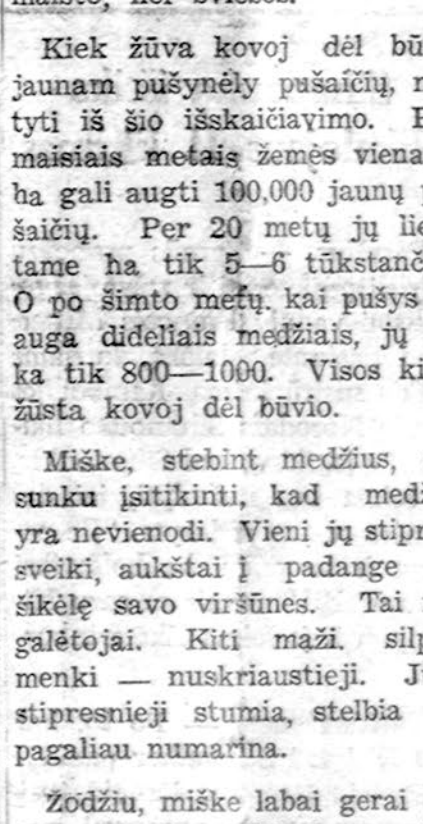 Kiek žūva kovoj dėl bū
jaunam pušynėly pušaičių,
tyti iš šio išskaičiavimo.
maisiais metais žemės viena
ha gali augti 100,000 jaunų
šaičių. Per 20 metų jų lie
tame ha tik 5—6 tūkstanč
O po šimto metų. kai pušys
auga dideliais medžiais, jų
ka tik 800—1000. Visos ki
žūsta kovoj dėl būvio.
Miške, stebint medžius,
sunku įsitikinti, kad medž
yra nevienodi. Vieni jų stipr
sveiki, aukštai į padange
šikėlę savo viršūnes. Tai
galėtojai. Kiti maži. silp
menki — nuskriaustieji. J
stipresnieji stumia, stelbia
pagaliau numarina.
Žodžiu, miške labai gerai